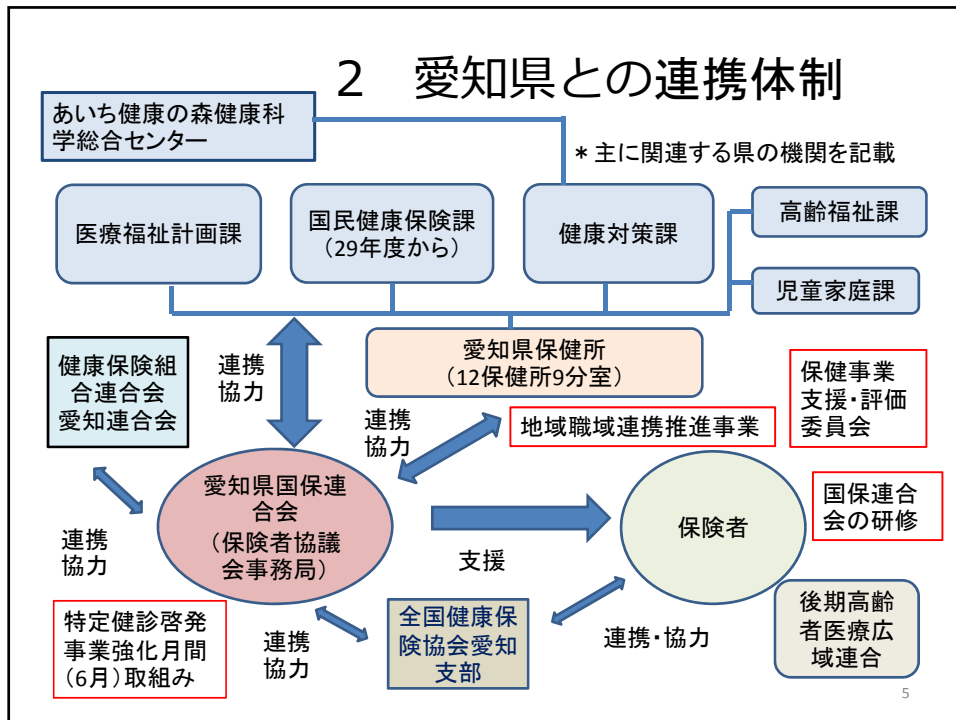 2　愛知県との連携体制
あいち健康の森健康科
学総合センター
＊主に関連する県の機関を記載
医療福祉計画課
国民健康保険課
（29年度から）
健康対策課
高齢福祉課
児童家庭課
愛知県保健所
（12保健所9分室）
健康保険組
合連合会
愛知連合会
連携
協力
連携
協力
地域職域連携推進事業
保健事業
支援・評価
委員会
愛知県国保連
合会
（保険者協議
会事務局）
支援
保険者
国保連合
会の研修
連携
協力
特定健診啓発
事業強化月間
（6月）取組み
連携
協力
全国健康保
険協会愛知
支部
連携・協力
後期高齢
者医療広
域連合
5